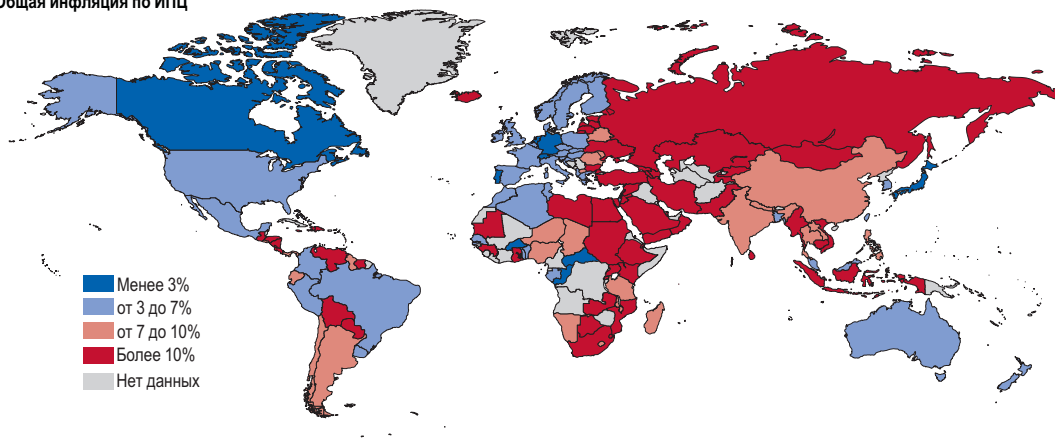 Общая инфляция по ИПЦ
Менее 3%
от 3 до 7%
от 7 до 10%
Более 10%
Нет данных